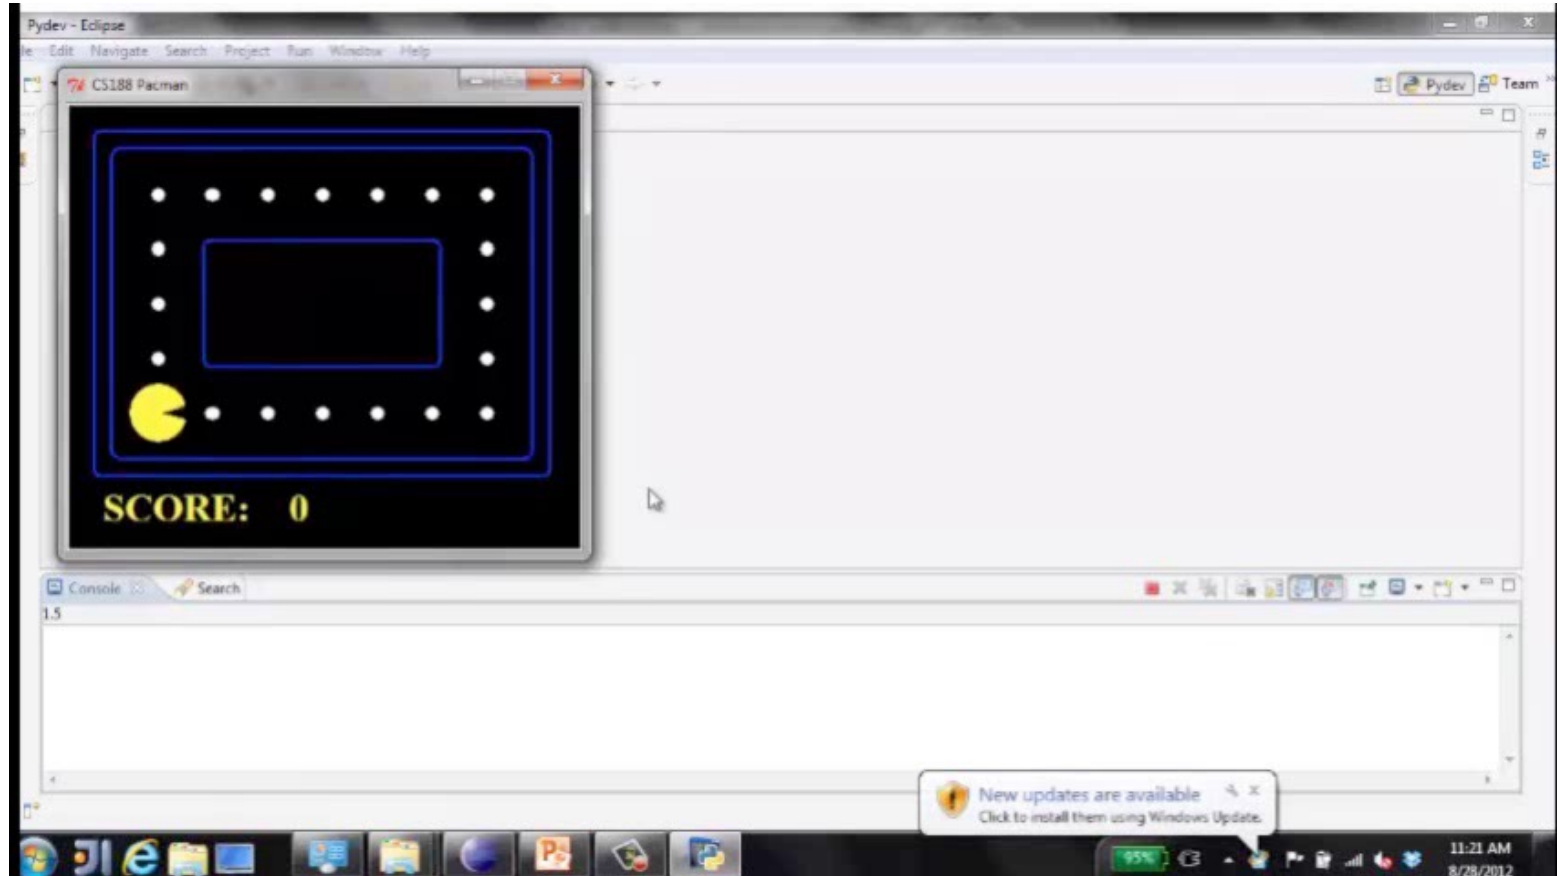 Pydev - Eclipse
le Edit Navigate Search Project Run Window Help
CS188 Pacman
Pydev Team
SCORE: 0
Console Search
1.5
New updates are available
Click to install them using Windows Update.
95%
11:21 AM
8/28/2012